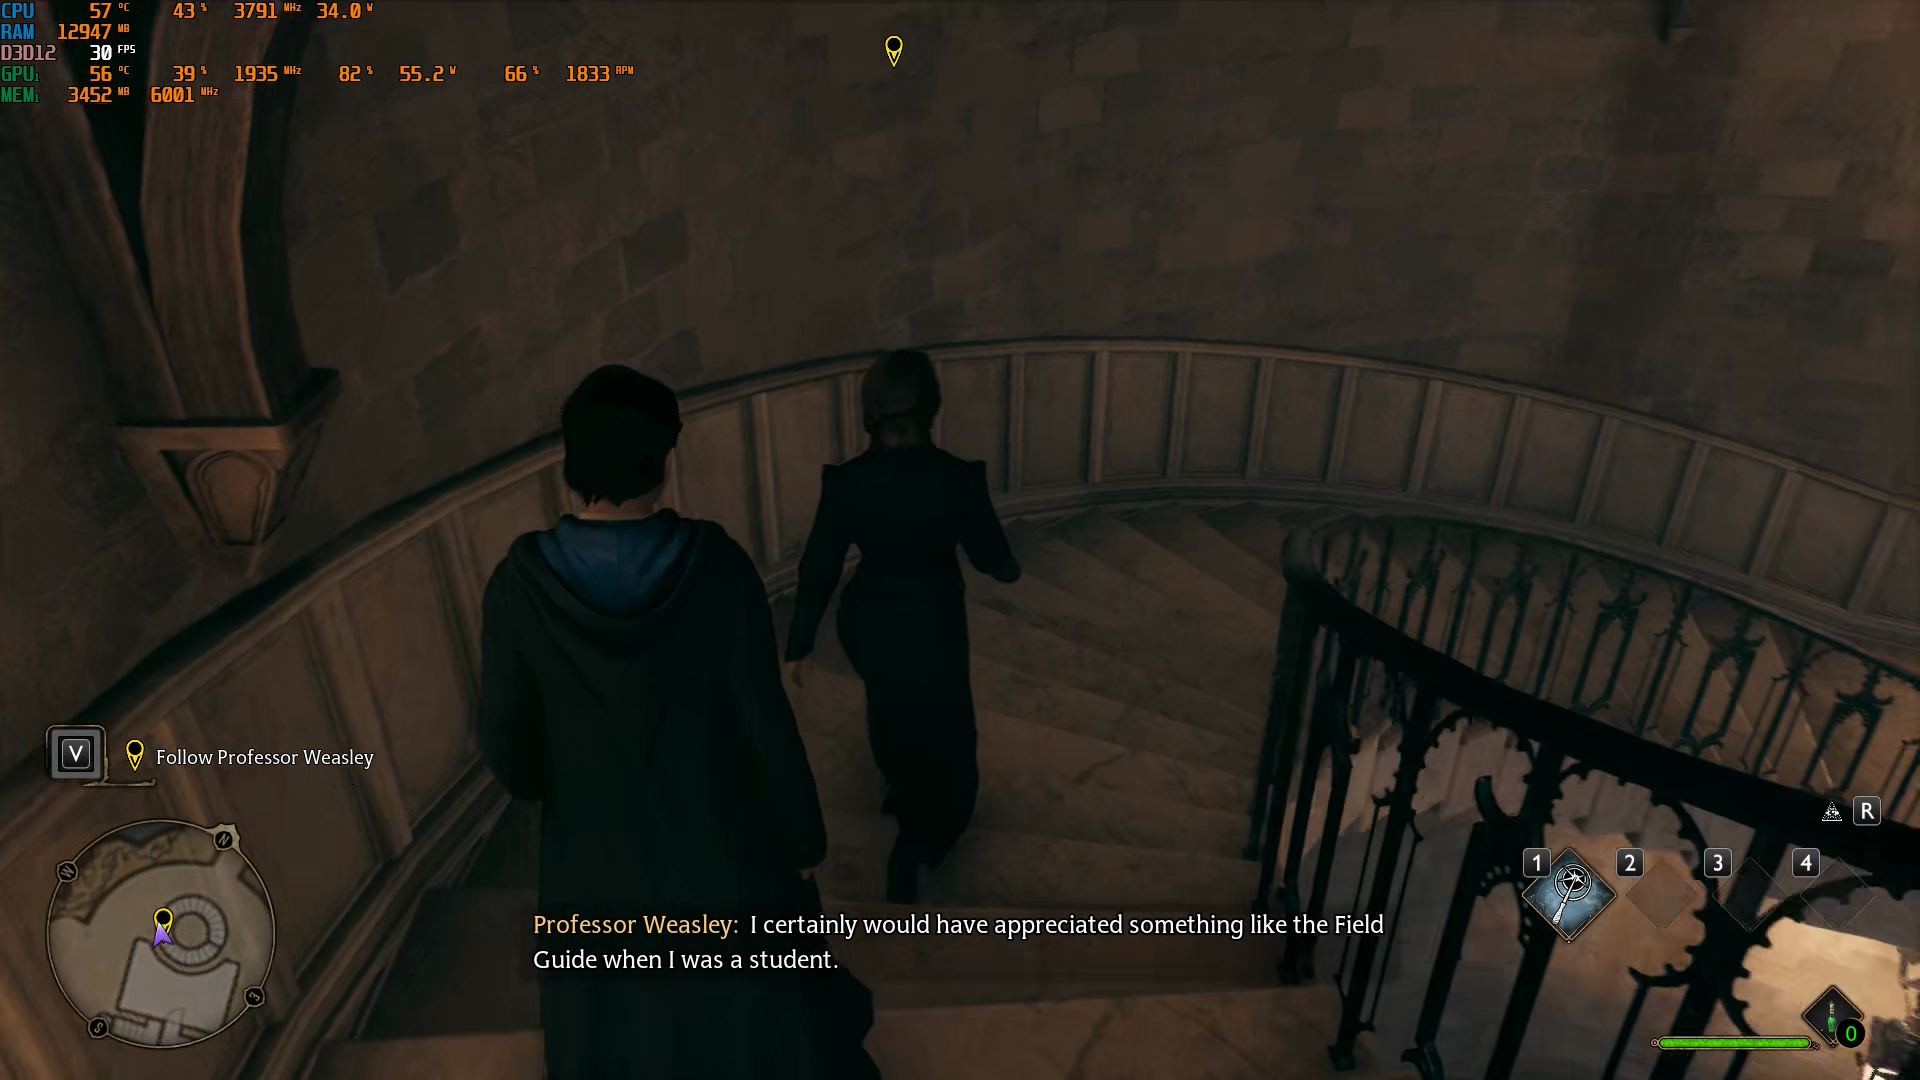 CPU 57 °C 43 % 3791 MHz 34.0 W
RAM 12947 MB
D3D12 30 FPS
GPU1 56 °C 39 % 1935 MHz 82 % 55.2 W 66 % 1833 RPM
MEM1 3452 MB 6001 MHz
V Follow Professor Weasley
R
1 2 3 4
N
W
E
S
Professor Weasley: I certainly would have appreciated something like the Field
Guide when I was a student.
0